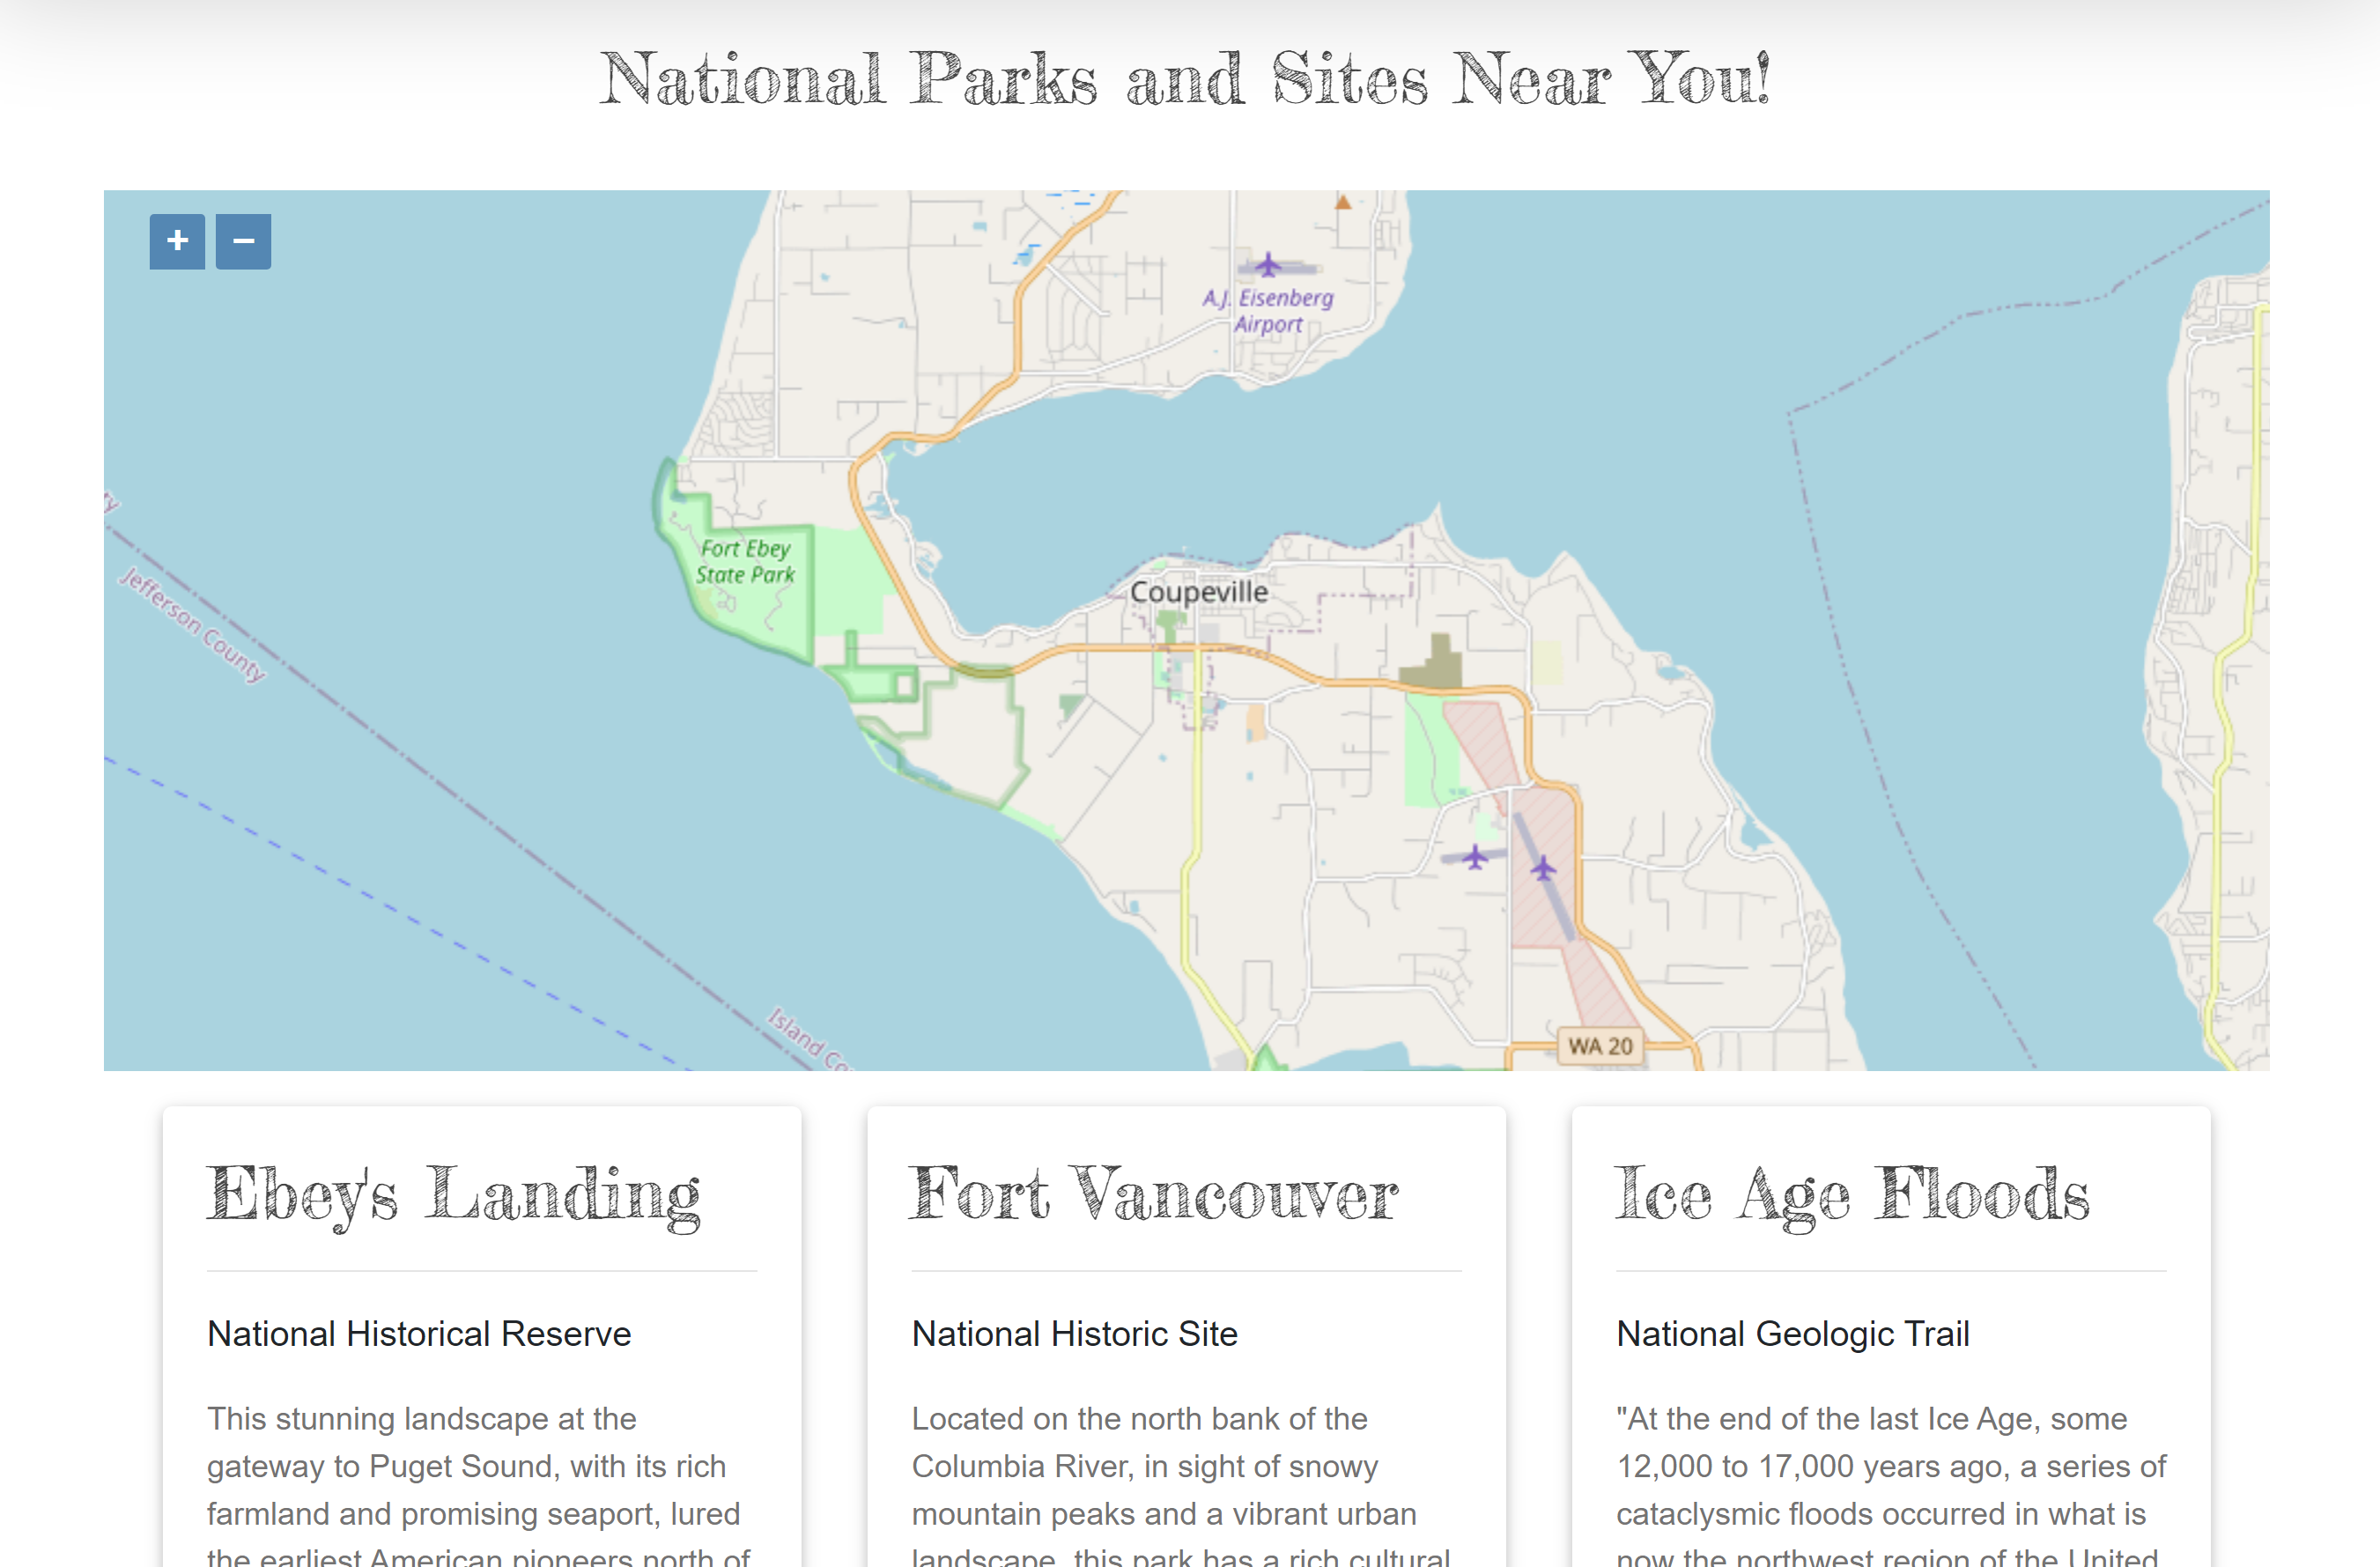 National Parks and Sites Near You!
+ −
A.J. Eisenberg
Airport
Fort Ebey
State Park
Coupeville
Jefferson County
Island Co
WA 20
Ebey's Landing
National Historical Reserve
This stunning landscape at the
gateway to Puget Sound, with its rich
farmland and promising seaport, lured
the earliest American pioneers north of
Fort Vancouver
National Historic Site
Located on the north bank of the
Columbia River, in sight of snowy
mountain peaks and a vibrant urban
landscape, this park has a rich cultural
Ice Age Floods
National Geologic Trail
"At the end of the last Ice Age, some
12,000 to 17,000 years ago, a series of
cataclysmic floods occurred in what is
now the northwest region of the United